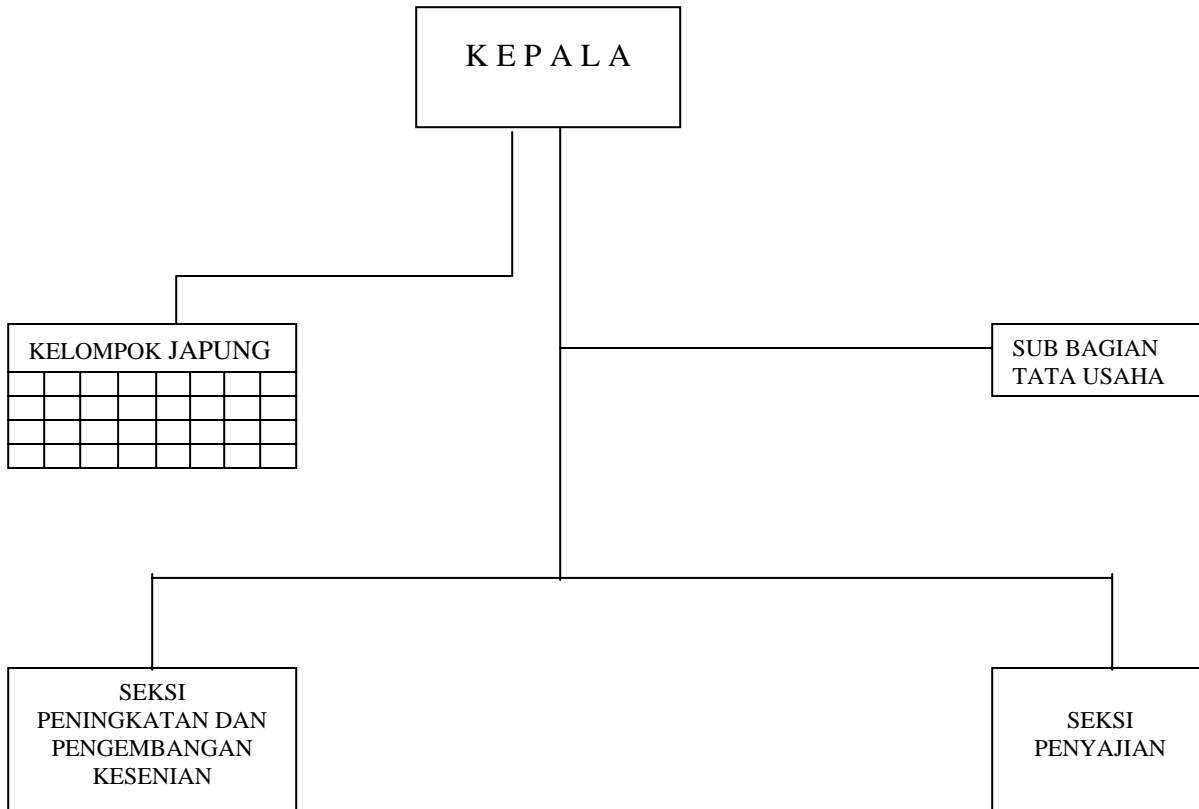 K E P A L A
KELOMPOK JAPUNG
SUB BAGIAN
TATA USAHA
SEKSI
PENINGKATAN DAN
PENGEMBANGAN
KESENIAN
SEKSI
PENYAJIAN